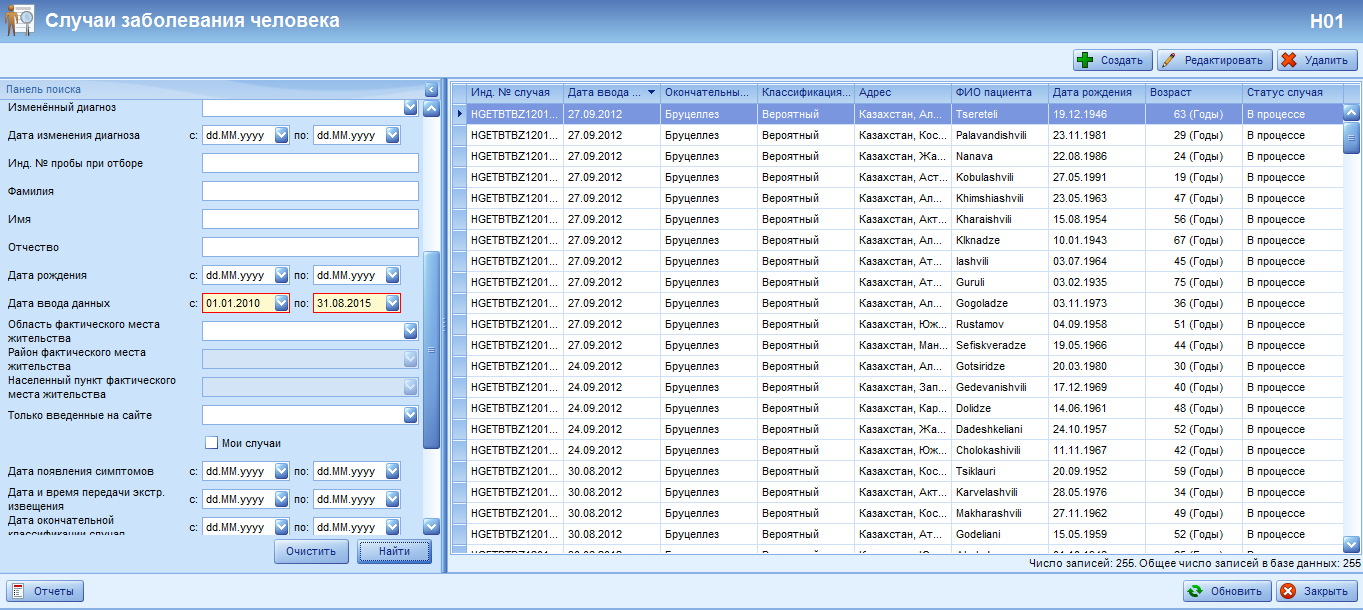 Случаи заболевания человека
H01
Создать
Редактировать
Удалить
Панель поиска
Изменённый диагноз
Дата изменения диагноза с: dd.MM.yyyy по: dd.MM.yyyy
Инд. № пробы при отборе
Фамилия
Имя
Отчество
Дата рождения с: dd.MM.yyyy по: dd.MM.yyyy
Дата ввода данных с: 01.01.2010 по: 31.08.2015
Область фактического места
жительства
Район фактического места
жительства
Населенный пункт фактического
места жительства
Только введенные на сайте
Мои случаи
Дата появления симптомов с: dd.MM.yyyy по: dd.MM.yyyy
Дата и время передачи экстр.
извещения с: dd.MM.yyyy по: dd.MM.yyyy
Дата окончательной
классификации случая с: dd.MM.yyyy по: dd.MM.yyyy
Очистить
Найти
Инд. № случая Дата ввода ... Окончательны... Классификация... Адрес ФИО пациента Дата рождения Возраст Статус случая
HGETBTBZ1201... 27.09.2012 Бруцеллез Вероятный Казахстан, Ал... Tsereteli 19.12.1946 63 (Годы) В процессе
HGETBTBZ1201... 27.09.2012 Бруцеллез Вероятный Казахстан, Кос... Palavandishvili 23.11.1981 29 (Годы) В процессе
HGETBTBZ1201... 27.09.2012 Бруцеллез Вероятный Казахстан, Жа... Nanava 22.08.1986 24 (Годы) В процессе
HGETBTBZ1201... 27.09.2012 Бруцеллез Вероятный Казахстан, Аст... Kobulashvili 27.05.1991 19 (Годы) В процессе
HGETBTBZ1201... 27.09.2012 Бруцеллез Вероятный Казахстан, Ал... Khimshiashvili 23.05.1963 47 (Годы) В процессе
HGETBTBZ1201... 27.09.2012 Бруцеллез Вероятный Казахстан, Акт... Kharaishvili 15.08.1954 56 (Годы) В процессе
HGETBTBZ1201... 27.09.2012 Бруцеллез Вероятный Казахстан, Ал... Klknadze 10.01.1943 67 (Годы) В процессе
HGETBTBZ1201... 27.09.2012 Бруцеллез Вероятный Казахстан, Ат... Iashvili 03.07.1964 45 (Годы) В процессе
HGETBTBZ1201... 27.09.2012 Бруцеллез Вероятный Казахстан, Ат... Guruli 03.02.1935 75 (Годы) В процессе
HGETBTBZ1201... 27.09.2012 Бруцеллез Вероятный Казахстан, Ал... Gogoladze 03.11.1973 36 (Годы) В процессе
HGETBTBZ1201... 27.09.2012 Бруцеллез Вероятный Казахстан, Юж... Rustamov 04.09.1958 51 (Годы) В процессе
HGETBTBZ1201... 27.09.2012 Бруцеллез Вероятный Казахстан, Ман... Sefiskveradze 19.05.1966 44 (Годы) В процессе
HGETBTBZ1201... 24.09.2012 Бруцеллез Вероятный Казахстан, Ал... Gotsiridze 20.03.1980 30 (Годы) В процессе
HGETBTBZ1201... 24.09.2012 Бруцеллез Вероятный Казахстан, Зап... Gedevanishvili 17.12.1969 40 (Годы) В процессе
HGETBTBZ1201... 24.09.2012 Бруцеллез Вероятный Казахстан, Кар... Dolidze 14.06.1961 48 (Годы) В процессе
HGETBTBZ1201... 24.09.2012 Бруцеллез Вероятный Казахстан, Жа... Dadeshkeliani 24.10.1957 52 (Годы) В процессе
HGETBTBZ1201... 24.09.2012 Бруцеллез Вероятный Казахстан, Юж... Cholokashvili 11.11.1967 42 (Годы) В процессе
HGETBTBZ1201... 30.08.2012 Бруцеллез Вероятный Казахстан, Кос... Tsiklauri 20.09.1952 59 (Годы) В процессе
HGETBTBZ1201... 30.08.2012 Бруцеллез Вероятный Казахстан, Акт... Karvelashvili 28.05.1976 34 (Годы) В процессе
HGETBTBZ1201... 30.08.2012 Бруцеллез Вероятный Казахстан, Кос... Makharashvili 27.11.1962 49 (Годы) В процессе
HGETBTBZ1201... 30.08.2012 Бруцеллез Вероятный Казахстан, Ат... Godeliani 15.05.1959 52 (Годы) В процессе
Число записей: 255. Общее число записей в базе данных: 255
Отчеты
Обновить
Закрыть